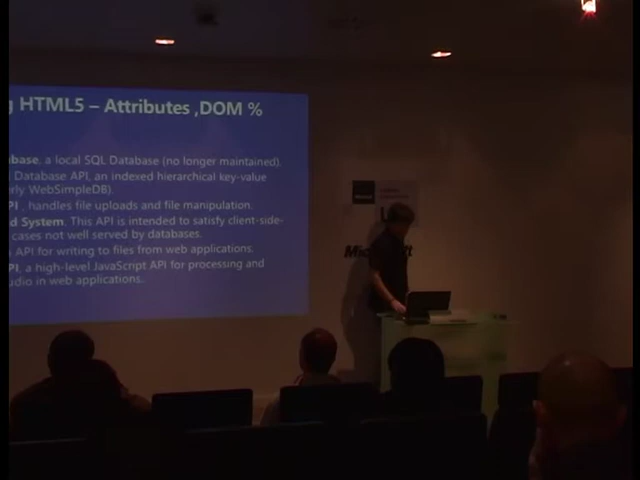 g HTML5 – Attributes ,DOM %
base, a local SQL Database (no longer maintained).
Database API, an indexed hierarchical key-value
rly WebSimpleDB).
PI , handles file uploads and file manipulation.
d System. This API is intended to satisfy client-side-
cases not well served by databases.
API for writing to files from web applications.
PI, a high-level JavaScript API for processing and
udio in web applications.